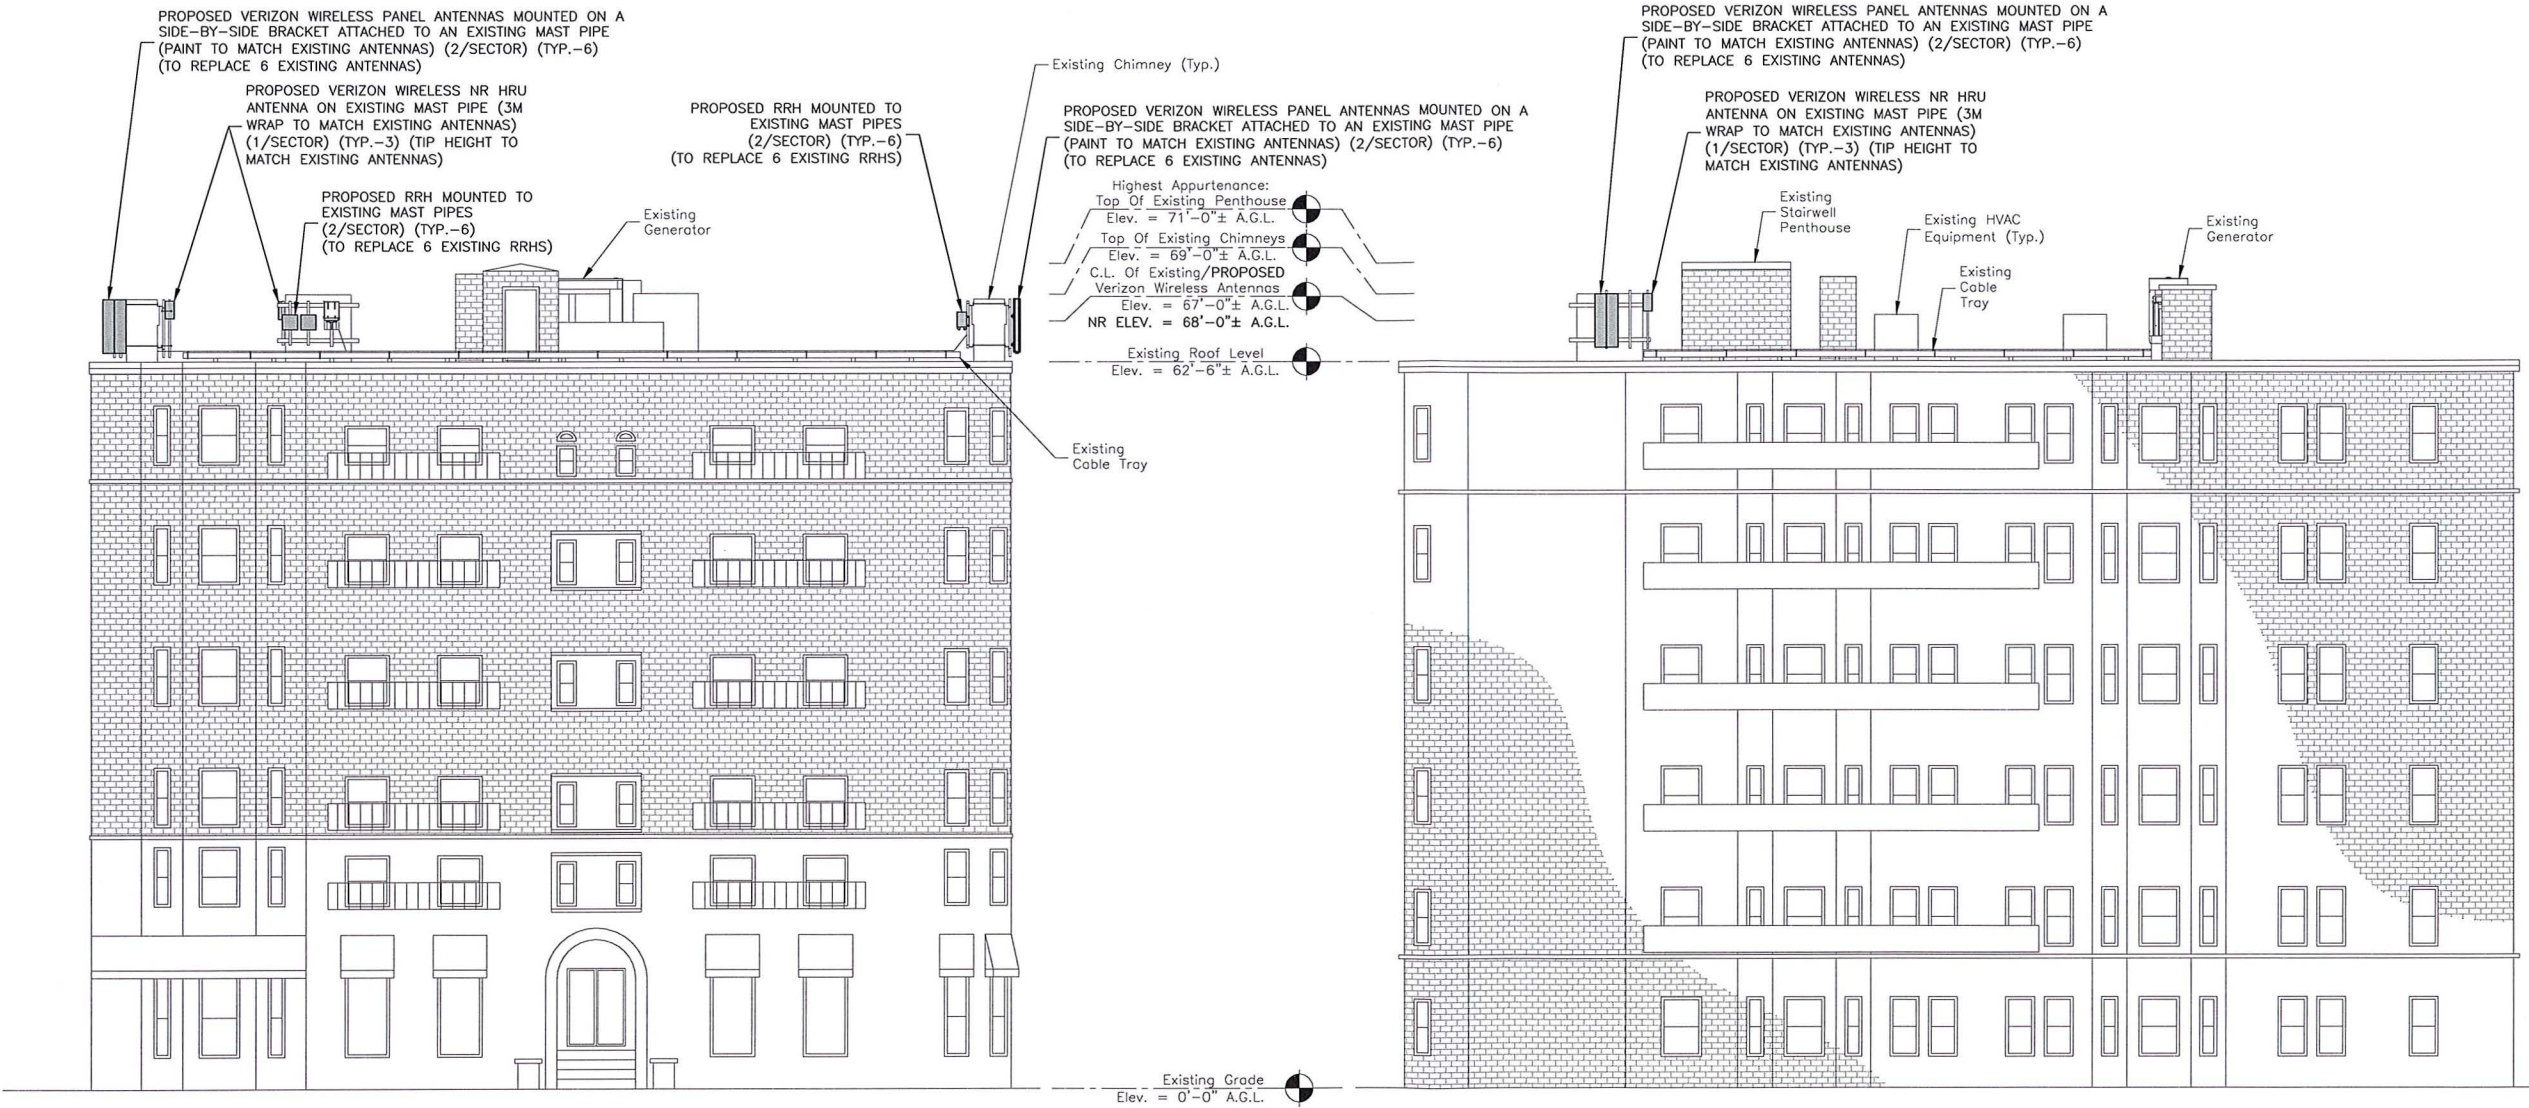 PROPOSED VERIZON WIRELESS PANEL ANTENNAS MOUNTED ON A
SIDE-BY-SIDE BRACKET ATTACHED TO AN EXISTING MAST PIPE
(PAINT TO MATCH EXISTING ANTENNAS) (2/SECTOR) (TYP.-6)
(TO REPLACE 6 EXISTING ANTENNAS)
PROPOSED VERIZON WIRELESS NR HRU
ANTENNA ON EXISTING MAST PIPE (3M
WRAP TO MATCH EXISTING ANTENNAS)
(1/SECTOR) (TYP.-3) (TIP HEIGHT TO
MATCH EXISTING ANTENNAS)
PROPOSED RRH MOUNTED TO
EXISTING MAST PIPES
(2/SECTOR) (TYP.-6)
(TO REPLACE 6 EXISTING RRHS)
Existing
Generator
PROPOSED RRH MOUNTED TO
EXISTING MAST PIPES
(2/SECTOR) (TYP.-6)
(TO REPLACE 6 EXISTING RRHS)
Existing Chimney (Typ.)
PROPOSED VERIZON WIRELESS PANEL ANTENNAS MOUNTED ON A
SIDE-BY-SIDE BRACKET ATTACHED TO AN EXISTING MAST PIPE
(PAINT TO MATCH EXISTING ANTENNAS) (2/SECTOR) (TYP.-6)
(TO REPLACE 6 EXISTING ANTENNAS)
Highest Appurtenance:
Top Of Existing Penthouse
Elev. = 71'-0"± A.G.L.
Top Of Existing Chimneys
Elev. = 69'-0"± A.G.L.
C.L. Of Existing/PROPOSED
Verizon Wireless Antennas
Elev. = 67'-0"± A.G.L.
NR ELEV. = 68'-0"± A.G.L.
Existing Roof Level
Elev. = 62'-6"± A.G.L.
Existing
Cable Tray
Existing Grade
Elev. = 0'-0" A.G.L.
PROPOSED VERIZON WIRELESS PANEL ANTENNAS MOUNTED ON A
SIDE-BY-SIDE BRACKET ATTACHED TO AN EXISTING MAST PIPE
(PAINT TO MATCH EXISTING ANTENNAS) (2/SECTOR) (TYP.-6)
(TO REPLACE 6 EXISTING ANTENNAS)
PROPOSED VERIZON WIRELESS NR HRU
ANTENNA ON EXISTING MAST PIPE (3M
WRAP TO MATCH EXISTING ANTENNAS)
(1/SECTOR) (TYP.-3) (TIP HEIGHT TO
MATCH EXISTING ANTENNAS)
Existing
Stairwell
Penthouse
Existing HVAC
Equipment (Typ.)
Existing
Cable
Tray
Existing
Generator